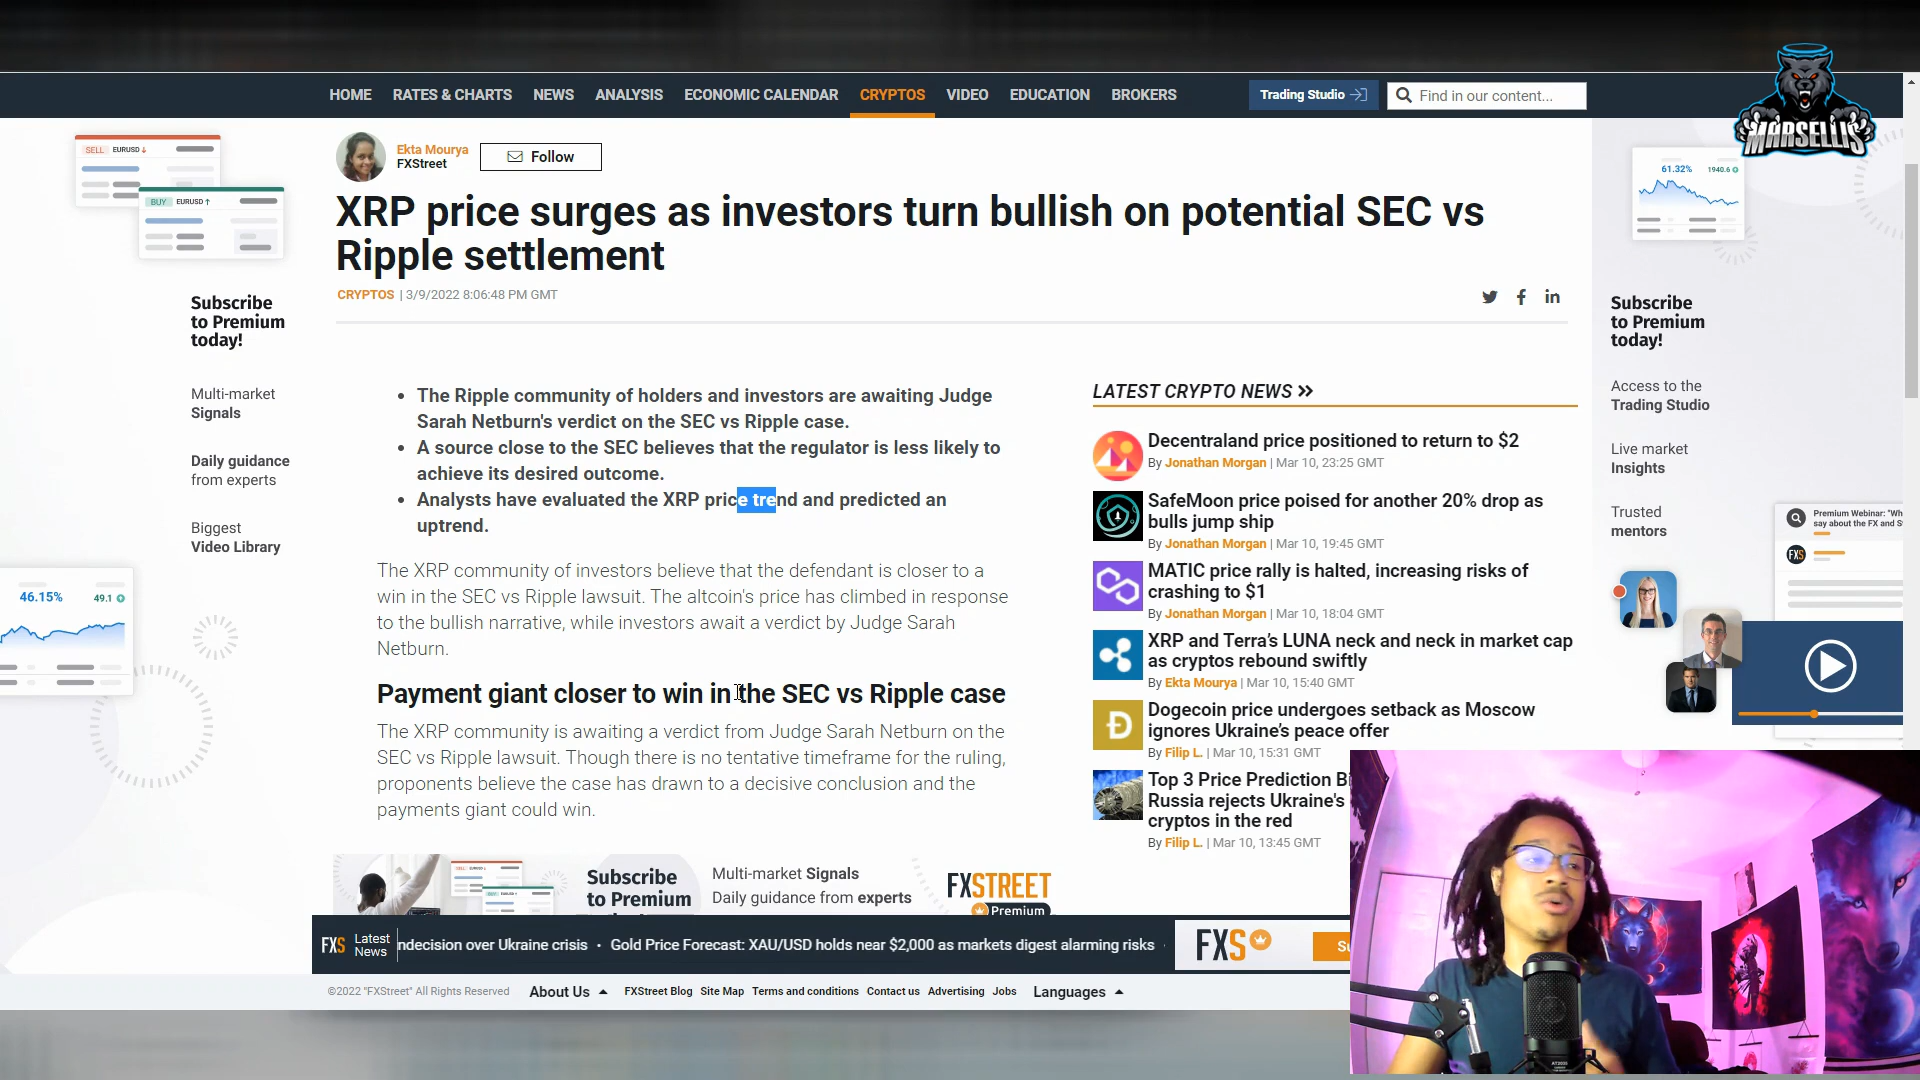 HOME RATES & CHARTS NEWS ANALYSIS ECONOMIC CALENDAR CRYPTOS VIDEO EDUCATION BROKERS Trading Studio Find in our content...
MARSELLIS
Ekta Mourya
FXStreet
Follow
XRP price surges as investors turn bullish on potential SEC vs
Ripple settlement
CRYPTOS | 3/9/2022 8:06:48 PM GMT
The Ripple community of holders and investors are awaiting Judge
Sarah Netburn's verdict on the SEC vs Ripple case.
A source close to the SEC believes that the regulator is less likely to
achieve its desired outcome.
Analysts have evaluated the XRP price trend and predicted an
uptrend.
The XRP community of investors believe that the defendant is closer to a
win in the SEC vs Ripple lawsuit. The altcoin's price has climbed in response
to the bullish narrative, while investors await a verdict by Judge Sarah
Netburn.
Payment giant closer to win in the SEC vs Ripple case
The XRP community is awaiting a verdict from Judge Sarah Netburn on the
SEC vs Ripple lawsuit. Though there is no tentative timeframe for the ruling,
proponents believe the case has drawn to a decisive conclusion and the
payments giant could win.
SELL EURUSD
BUY EURUSD
Subscribe
to Premium
today!
Multi-market
Signals
Daily guidance
from experts
Biggest
Video Library
46.15% 49.1
LATEST CRYPTO NEWS
Decentraland price positioned to return to $2
By Jonathan Morgan | Mar 10, 23:25 GMT
SafeMoon price poised for another 20% drop as
bulls jump ship
By Jonathan Morgan | Mar 10, 19:45 GMT
MATIC price rally is halted, increasing risks of
crashing to $1
By Jonathan Morgan | Mar 10, 18:04 GMT
XRP and Terra's LUNA neck and neck in market cap
as cryptos rebound swiftly
By Ekta Mourya | Mar 10, 15:40 GMT
Dogecoin price undergoes setback as Moscow
ignores Ukraine's peace offer
By Filip L. | Mar 10, 15:31 GMT
Top 3 Price Prediction Bi
Russia rejects Ukraine's
cryptos in the red
By Filip L. | Mar 10, 13:45 GMT
61.32% 1940.6
Subscribe
to Premium
today!
Access to the
Trading Studio
Live market
Insights
Trusted
mentors
Premium Webinar: "Wh
say about the FX and S
FXS
Subscribe
to Premium
Multi-market Signals
Daily guidance from experts
FXSTREET
Premium
FXS Latest
News
ndecision over Ukraine crisis • Gold Price Forecast: XAU/USD holds near $2,000 as markets digest alarming risks
FXS
S
©2022 "FXStreet" All Rights Reserved About Us FXStreet Blog Site Map Terms and conditions Contact us Advertising Jobs Languages